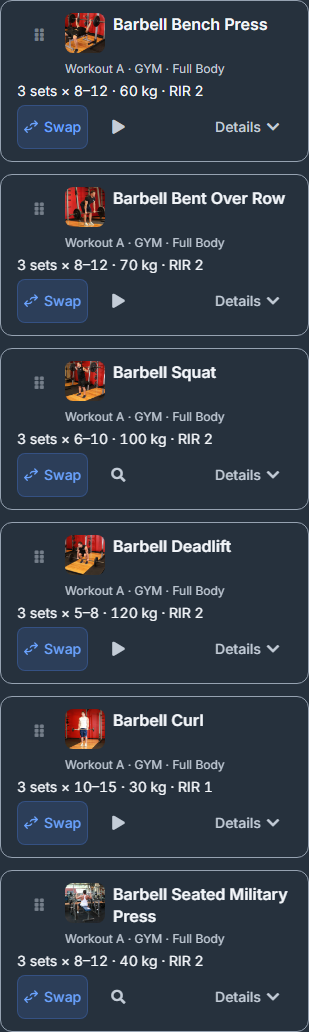 Barbell Bench Press
Workout A · GYM · Full Body
3 sets × 8–12 · 60 kg · RIR 2
Swap
Details
Barbell Bent Over Row
Workout A · GYM · Full Body
3 sets × 8–12 · 70 kg · RIR 2
Swap
Details
Barbell Squat
Workout A · GYM · Full Body
3 sets × 6–10 · 100 kg · RIR 2
Swap
Details
Barbell Deadlift
Workout A · GYM · Full Body
3 sets × 5–8 · 120 kg · RIR 2
Swap
Details
Barbell Curl
Workout A · GYM · Full Body
3 sets × 10–15 · 30 kg · RIR 1
Swap
Details
Barbell Seated Military
Press
Workout A · GYM · Full Body
3 sets × 8–12 · 40 kg · RIR 2
Swap
Details